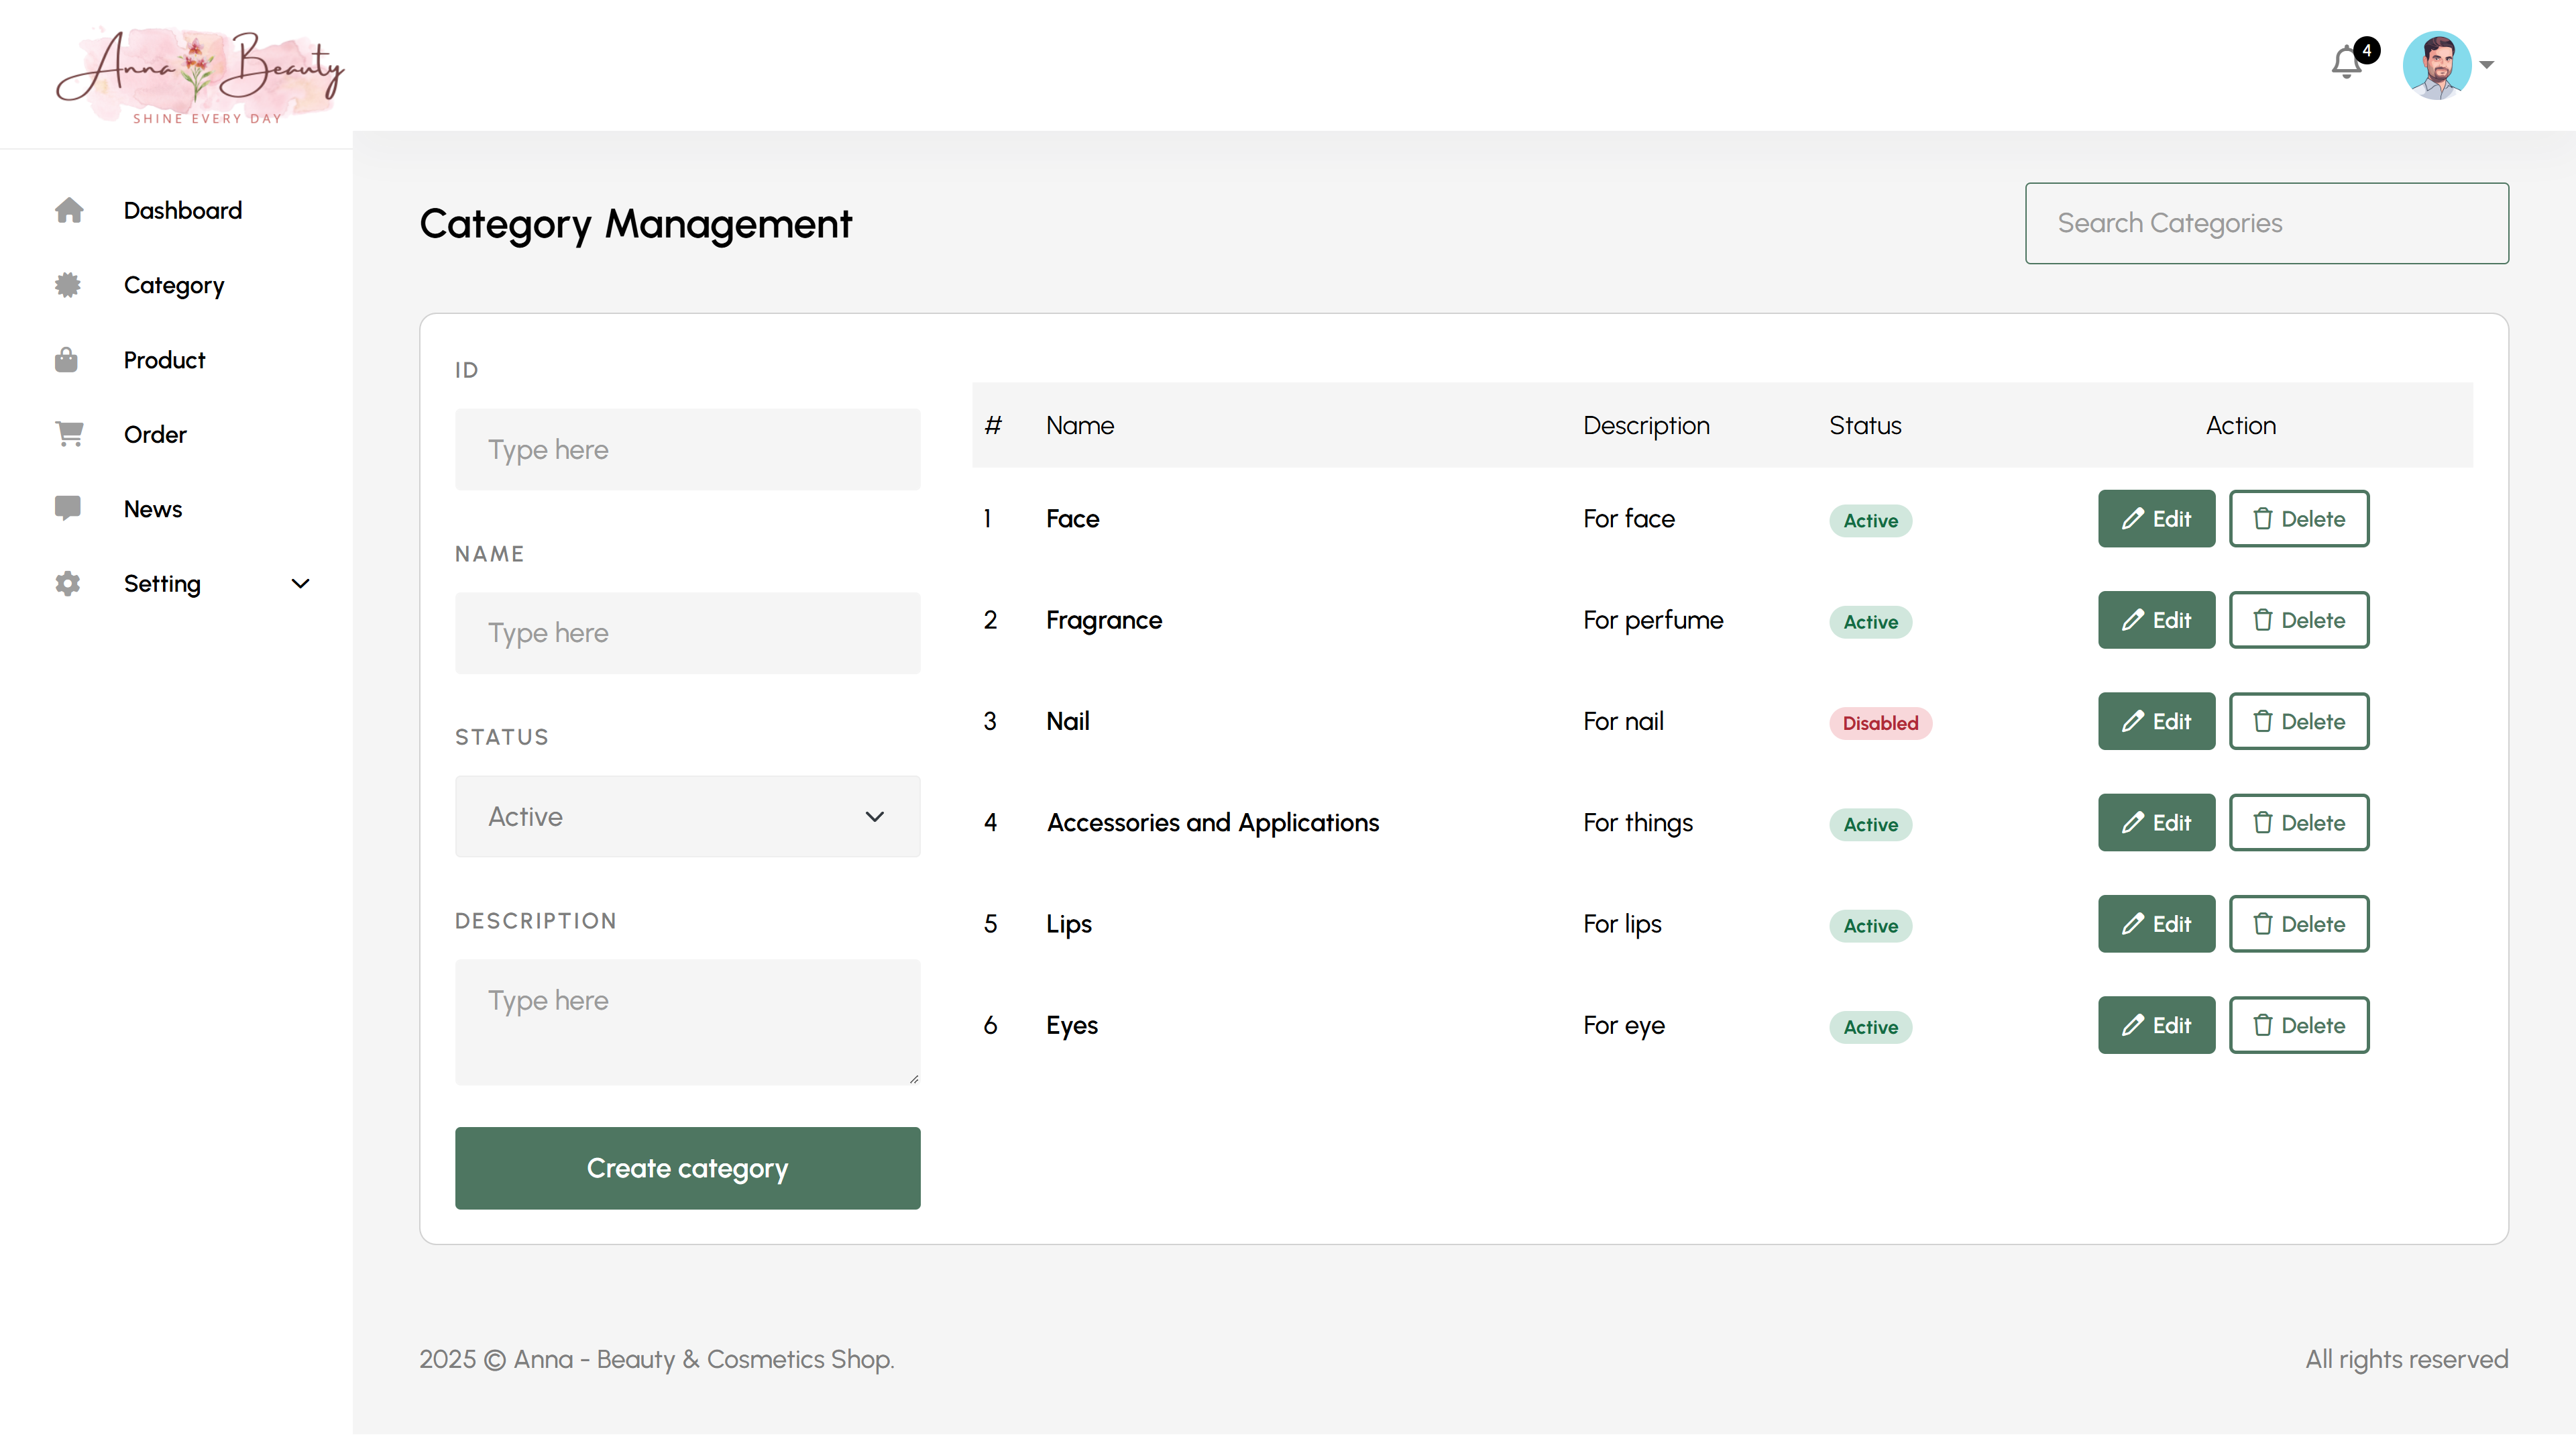 Anna Beauty
SHINE EVERY DAY
4
Dashboard
Category
Product
Order
News
Setting
Category Management
Search Categories
ID
Type here
NAME
Type here
STATUS
Active
DESCRIPTION
Type here
Create category
# Name Description Status Action
1 Face For face Active Edit Delete
2 Fragrance For perfume Active Edit Delete
3 Nail For nail Disabled Edit Delete
4 Accessories and Applications For things Active Edit Delete
5 Lips For lips Active Edit Delete
6 Eyes For eye Active Edit Delete
2025 © Anna - Beauty & Cosmetics Shop.
All rights reserved